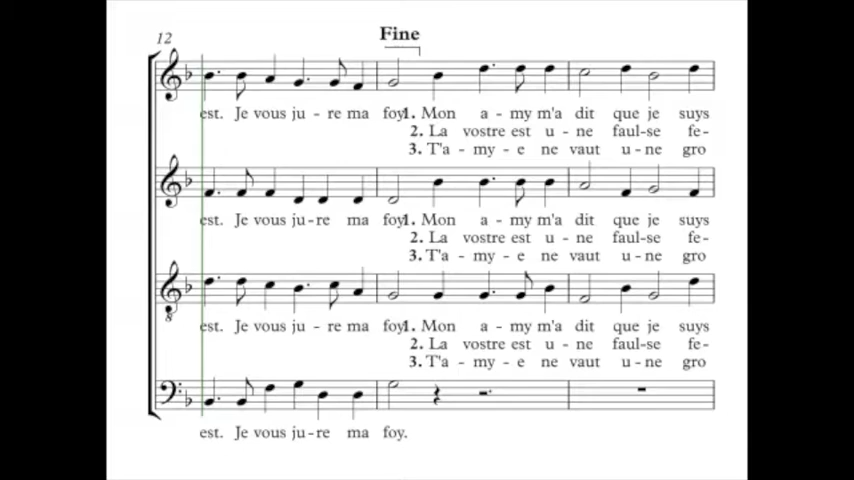 Fine
12
est. Je vous ju - re ma foy. 1. Mon a - my m'a dit que je suys
2. La vostre est u - ne faul-se fe-
3. T'a - my - e ne vaut u - ne gro
est. Je vous ju-re ma foy. 1. Mon a - my m'a dit que je suys
2. La vostre est u - ne faul-se fe-
3. T'a - my - e ne vaut u - ne gro
8
est. Je vous ju - re ma foy. 1. Mon a - my m'a dit que je suys
2. La vostre est u - ne faul-se fe-
3. T'a - my - e ne vaut u - ne gro
est. Je vous ju-re ma foy.